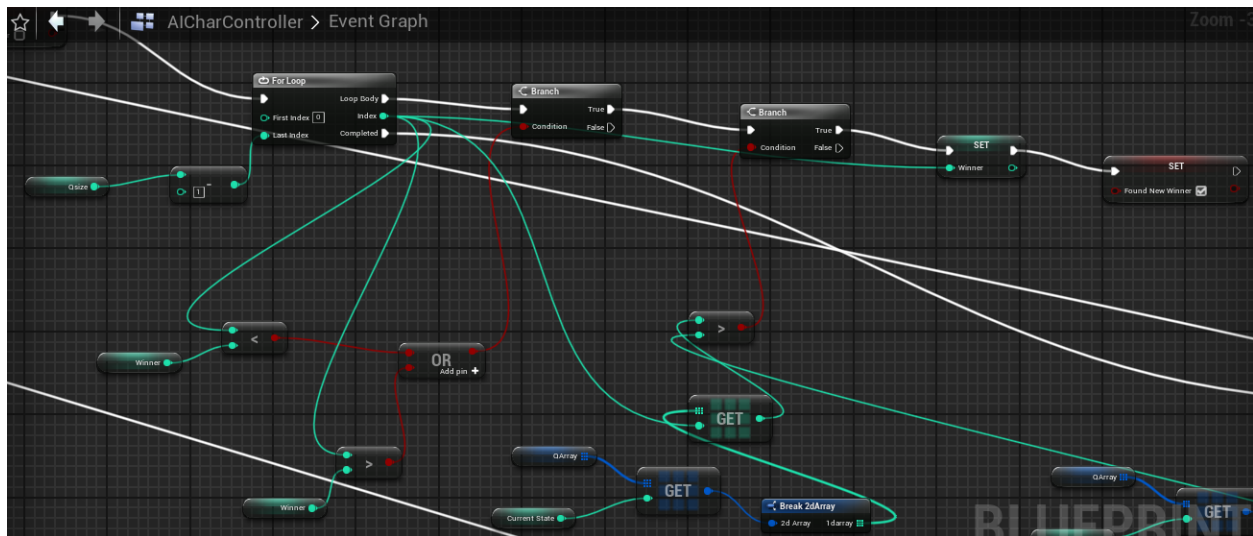 AICharController > Event Graph
Zoom -3
For Loop
Loop Body
First Index 0
Index
Last Index
Completed
Branch
True
Condition
False
Branch
True
Condition
False
SET
Winner
SET
Found New Winner
Qsize
1
-
<
Winner
OR
Add pin +
>
GET
>
Winner
QArray
GET
Current State
Break 2dArray
2d Array
1darray
QArray
GET
BLUEPRINT